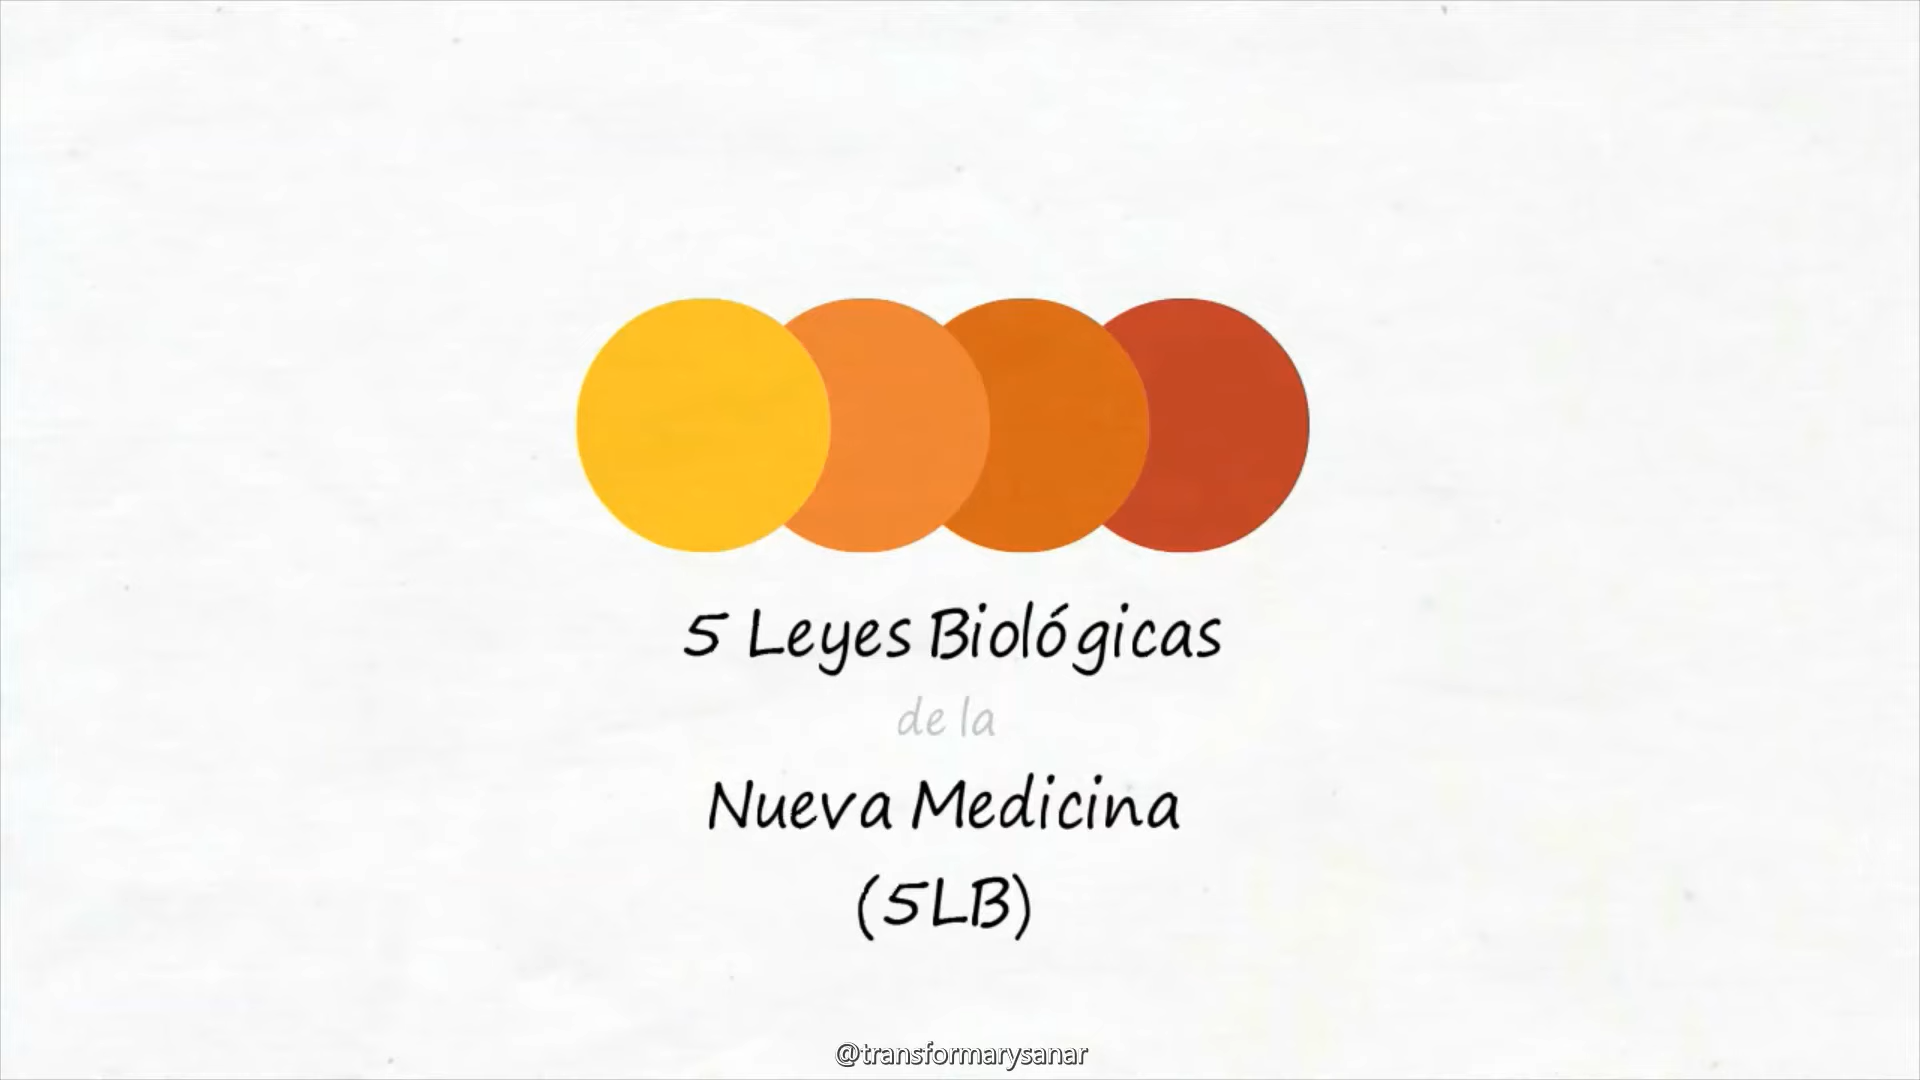 5 Leyes Biológicas
de la
Nueva Medicina
(5LB)
@transformarysanar